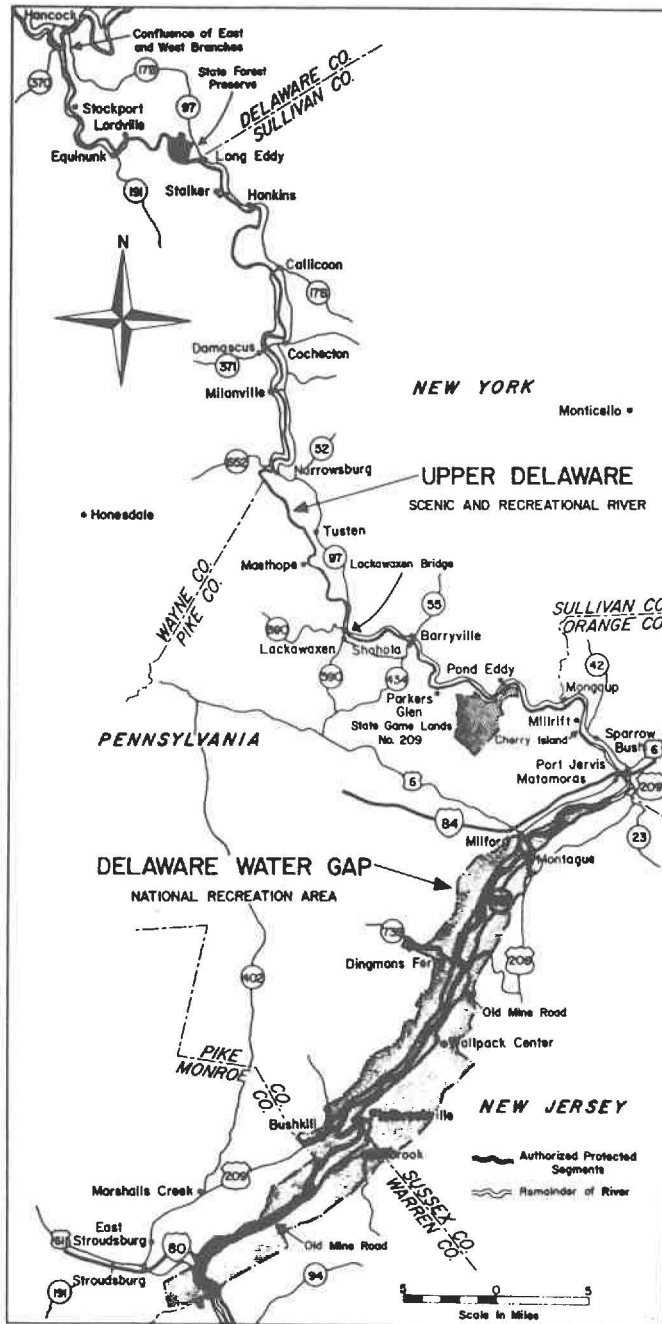 Hancock
Confluence of East
and West Branches
370
17B
97
State Forest
Preserve
DELAWARE CO.
SULLIVAN CO.
Stockport
Lordville
Equinunk
Long Eddy
191
Stalker
Hankins
N
Callicoon
17B
Damascus
371
Cochecton
Milanville
NEW YORK
Monticello
652
52
Narrowsburg
UPPER DELAWARE
SCENIC AND RECREATIONAL RIVER
Honesdale
Tusten
97
Masthope
Lackawaxen Bridge
WAYNE CO.
PIKE CO.
55
SULLIVAN CO.
ORANGE CO.
590
Lackawaxen
Shohola
Barryville
42
590
434
Pond Eddy
Mongaup
Parkers
Glen
State Game Lands
No. 209
Millrift
Cherry Island
Sparrow
Bush
6
PENNSYLVANIA
Port Jervis
Matamoras
209
6
84
23
Milford
Montague
DELAWARE WATER GAP
NATIONAL RECREATION AREA
739
206
Dingmans
402
Old Mine Road
Wallpack Center
PIKE CO.
MONROE CO.
Bushkill
NEW JERSEY
Authorized Protected
Segments
Remainder of River
209
Marshalls Creek
SUSSEX CO.
WARREN CO.
East
Stroudsburg
80
Old Mine Road
Stroudsburg
94
191
5 0 5
Scale in Miles